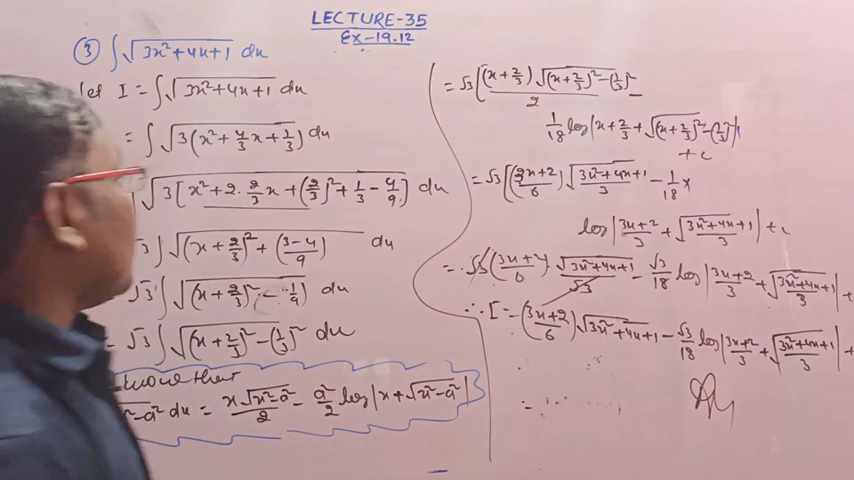 LECTURE-35
Ex-19.12
③ ∫√3x²+4x+1 dx
let I = ∫√3x²+4x+1 dx
= ∫√3(x²+4/3x+1/3) dx
√3[x²+2.2/3x+(2/3)²+1/3-4/9] dx
√3 ∫√(x+2/3)²+(3-4/9) dx
√3 ∫√(x+2/3)²-1/9 dx
= √3 ∫√(x+2/3)²-(1/3)² dx
know that
x²-a² dx = x√x²-a²/2 - a²/2 log|x+√x²-a²|
= √3[(x+2/3)√(x+2/3)²-(1/3)²/2 -
1/18 log|x+2/3+√(x+2/3)²-(1/3)²|
+c
= √3[(3x+2/6)√3x²+4x+1/3 - 1/18 x
log|3x+2/3+√3x²+4x+1/3|+c
= √3(3x+2/6) √3x²+4x+1/√3 - √3/18 log|3x+2/3+√3x²+4x+1/3|+
∴ I = (3x+2/6)√3x²+4x+1 - √3/18 log|3x+2/3+√3x²+4x+1/3|+
=